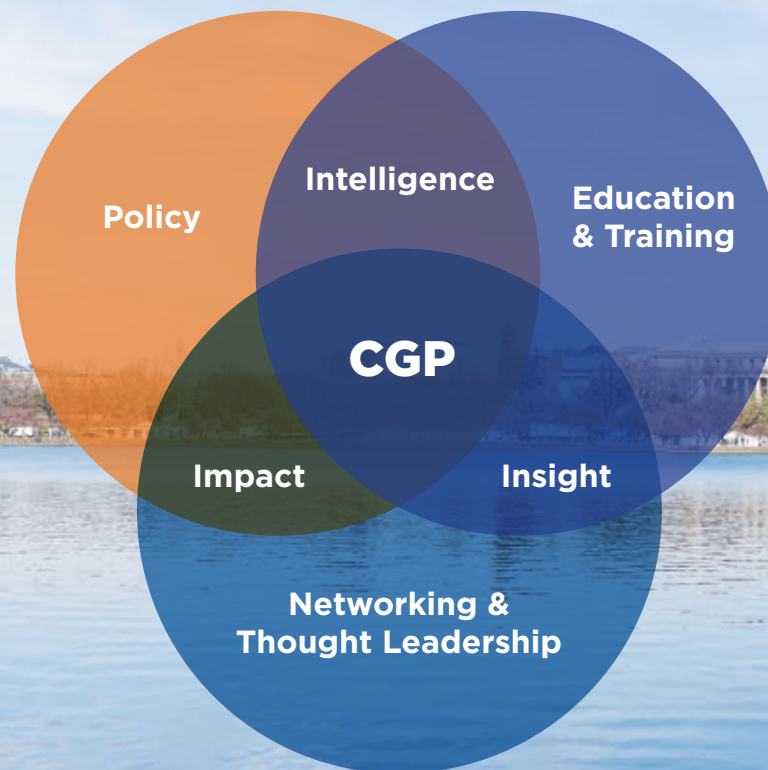 Intelligence
Policy
Education
& Training
CGP
Impact
Insight
Networking &
Thought Leadership